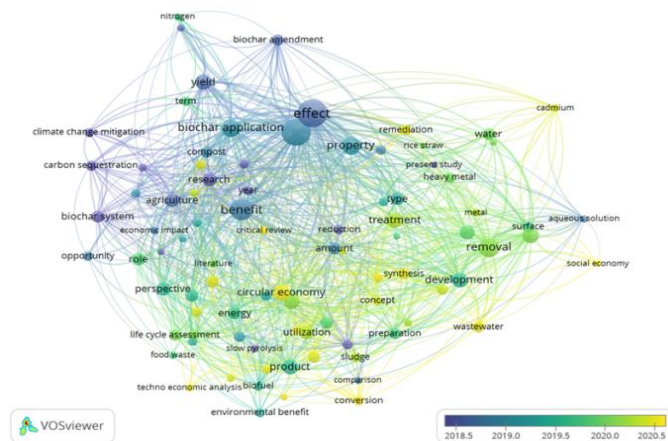 nitrogen
biochar amendment
yield
term
effect
cadmium
biochar application
remediation
water
climate change mitigation
property
rice straw
compost
carbon sequestration
present study
research
heavy metal
year
agriculture
type
benefit
metal
biochar system
treatment
aqueous solution
economic impact
critical review
reduction
surface
amount
removal
opportunity
role
literature
synthesis
social economy
development
perspective
circular economy
concept
energy
wastewater
life cycle assessment
utilization
preparation
slow pyrolysis
food waste
sludge
product
comparison
techno economic analysis
biofuel
conversion
environmental benefit
VOSviewer
2018.5 2019.0 2019.5 2020.0 2020.5